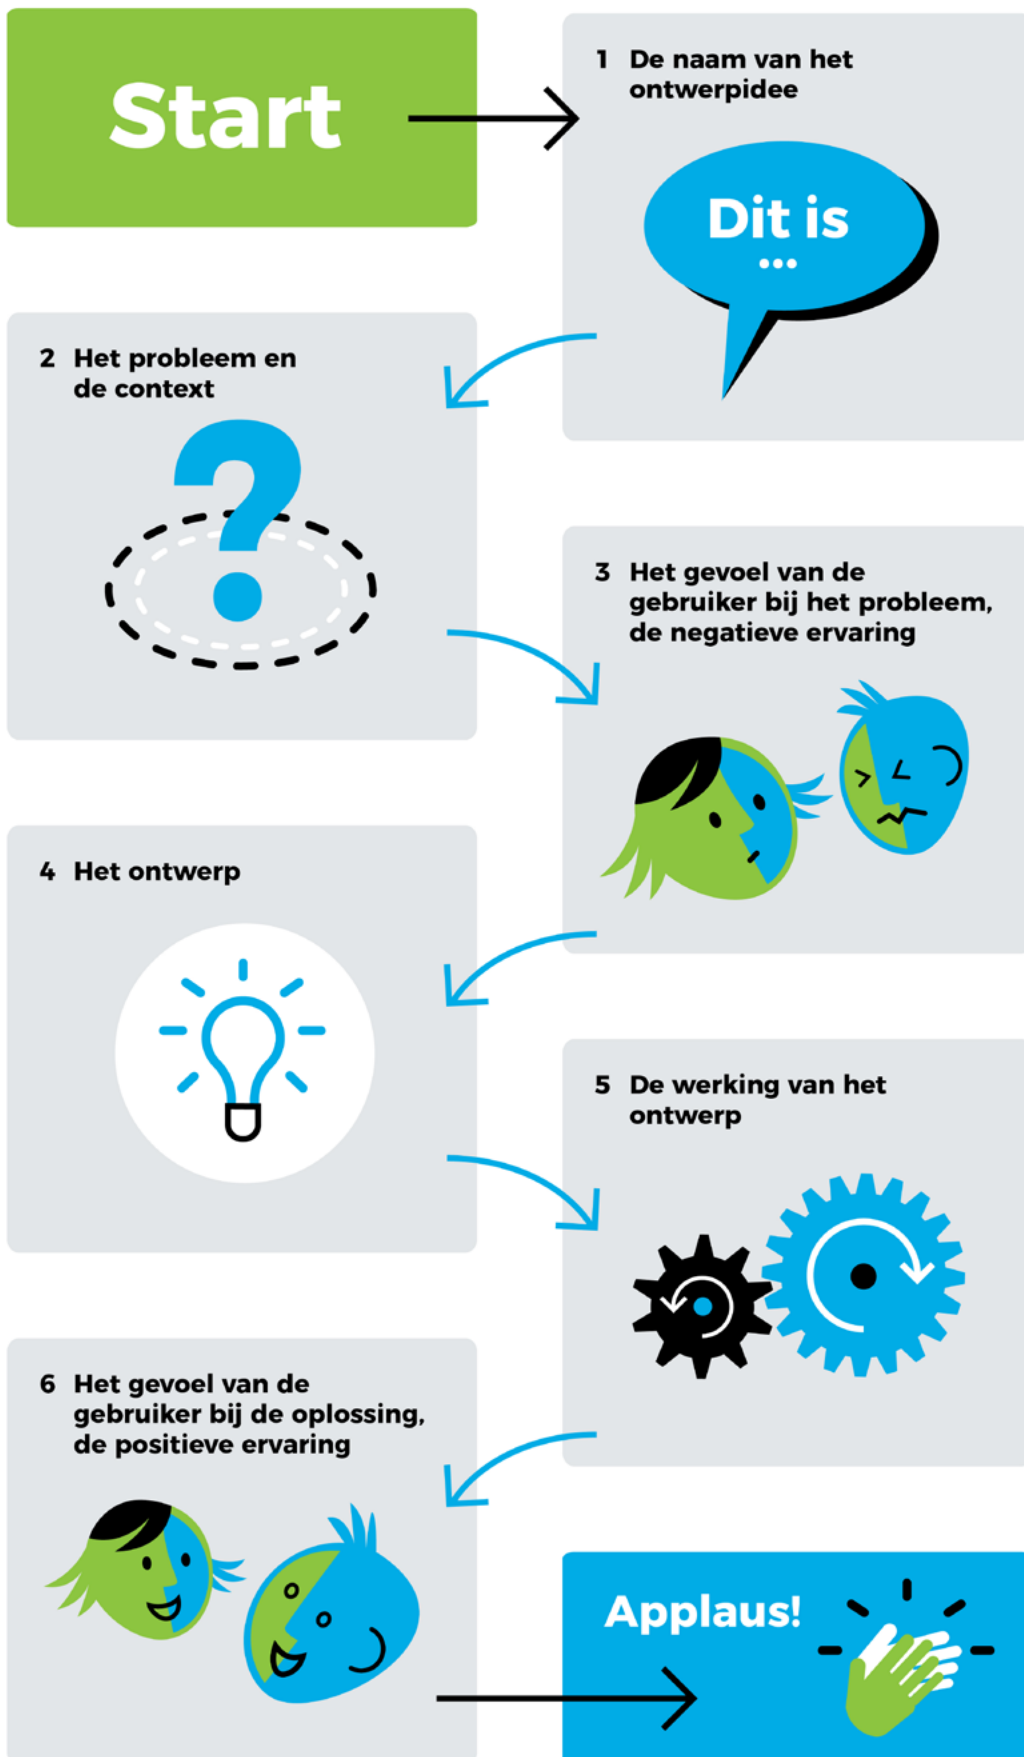 Start
1 De naam van het
ontwerpidee
Dit is
...
2 Het probleem en
de context
?
3 Het gevoel van de
gebruiker bij het probleem,
de negatieve ervaring
4 Het ontwerp
5 De werking van het
ontwerp
6 Het gevoel van de
gebruiker bij de oplossing,
de positieve ervaring
Applaus!